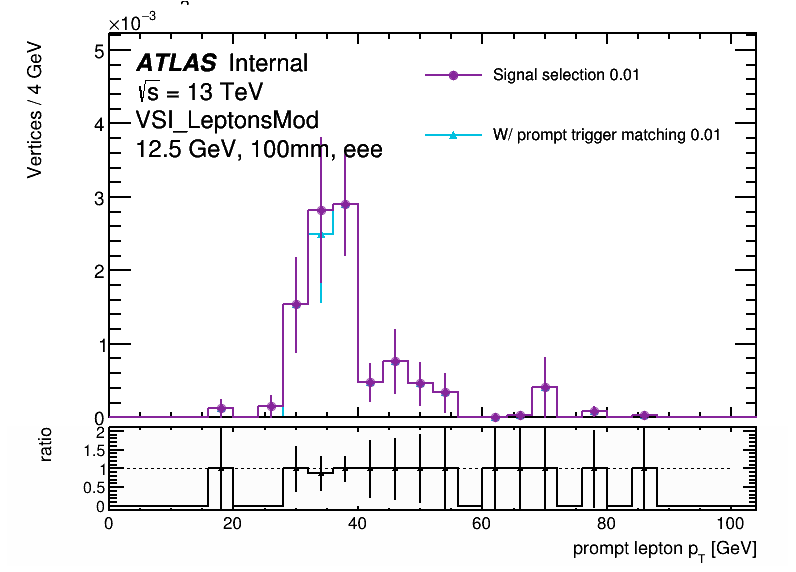 ×10⁻³
ATLAS Internal
√s = 13 TeV
VSI_LeptonsMod
12.5 GeV, 100mm, eee
Signal selection 0.01
W/ prompt trigger matching 0.01
Vertices / 4 GeV
5
4
3
2
1
0
ratio
2
1.5
1
0.5
0
0 20 40 60 80 100
prompt lepton p_T [GeV]